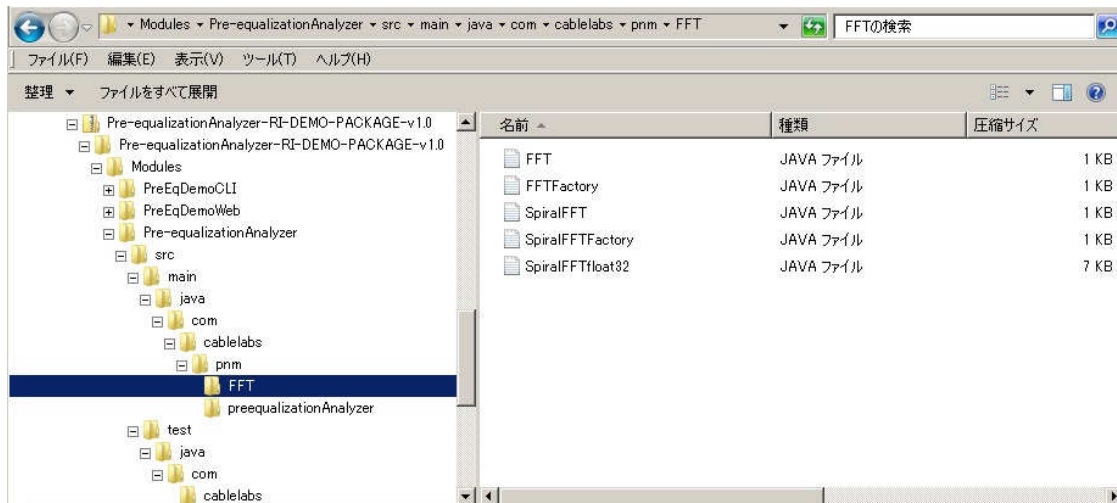 ▾ Modules ▾ Pre-equalizationAnalyzer ▾ src ▾ main ▾ java ▾ com ▾ cablelabs ▾ pnm ▾ FFT
FFTの検索
ファイル(F) 編集(E) 表示(V) ツール(T) ヘルプ(H)
整理 ▾ ファイルをすべて展開
Pre-equalizationAnalyzer-RI-DEMO-PACKAGE-v1.0
Pre-equalizationAnalyzer-RI-DEMO-PACKAGE-v1.0
Modules
PreEqDemoCLI
PreEqDemoWeb
Pre-equalizationAnalyzer
src
main
java
com
cablelabs
pnm
FFT
preequalizationAnalyzer
test
java
com
cablelabs
名前 種類 圧縮サイズ
FFT JAVA ファイル 1 KB
FFTFactory JAVA ファイル 1 KB
SpiralFFT JAVA ファイル 1 KB
SpiralFFTFactory JAVA ファイル 1 KB
SpiralFFTfloat32 JAVA ファイル 7 KB